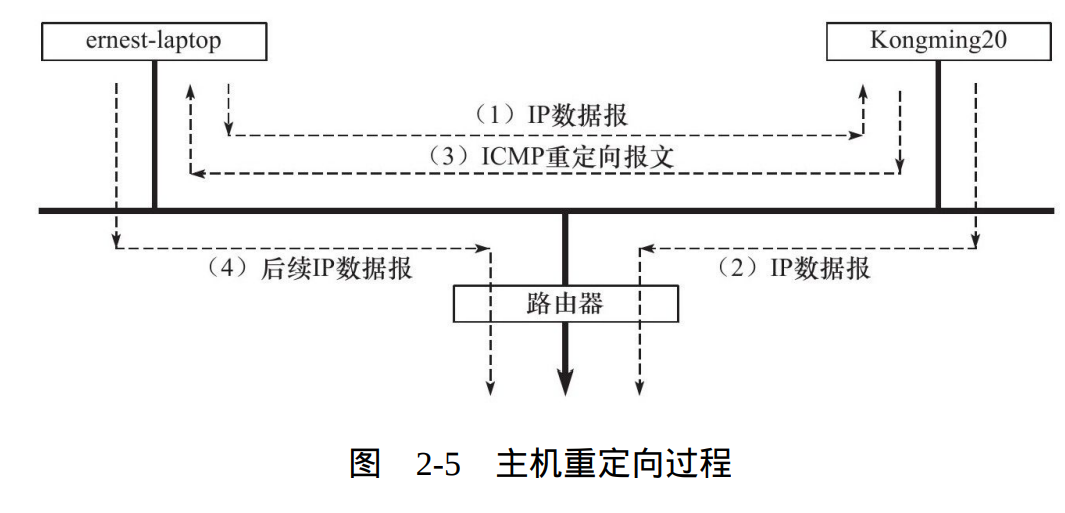 ernest-laptop
Kongming20
（1）IP数据报
（3）ICMP重定向报文
（4）后续IP数据报
（2）IP数据报
路由器
图 2-5 主机重定向过程